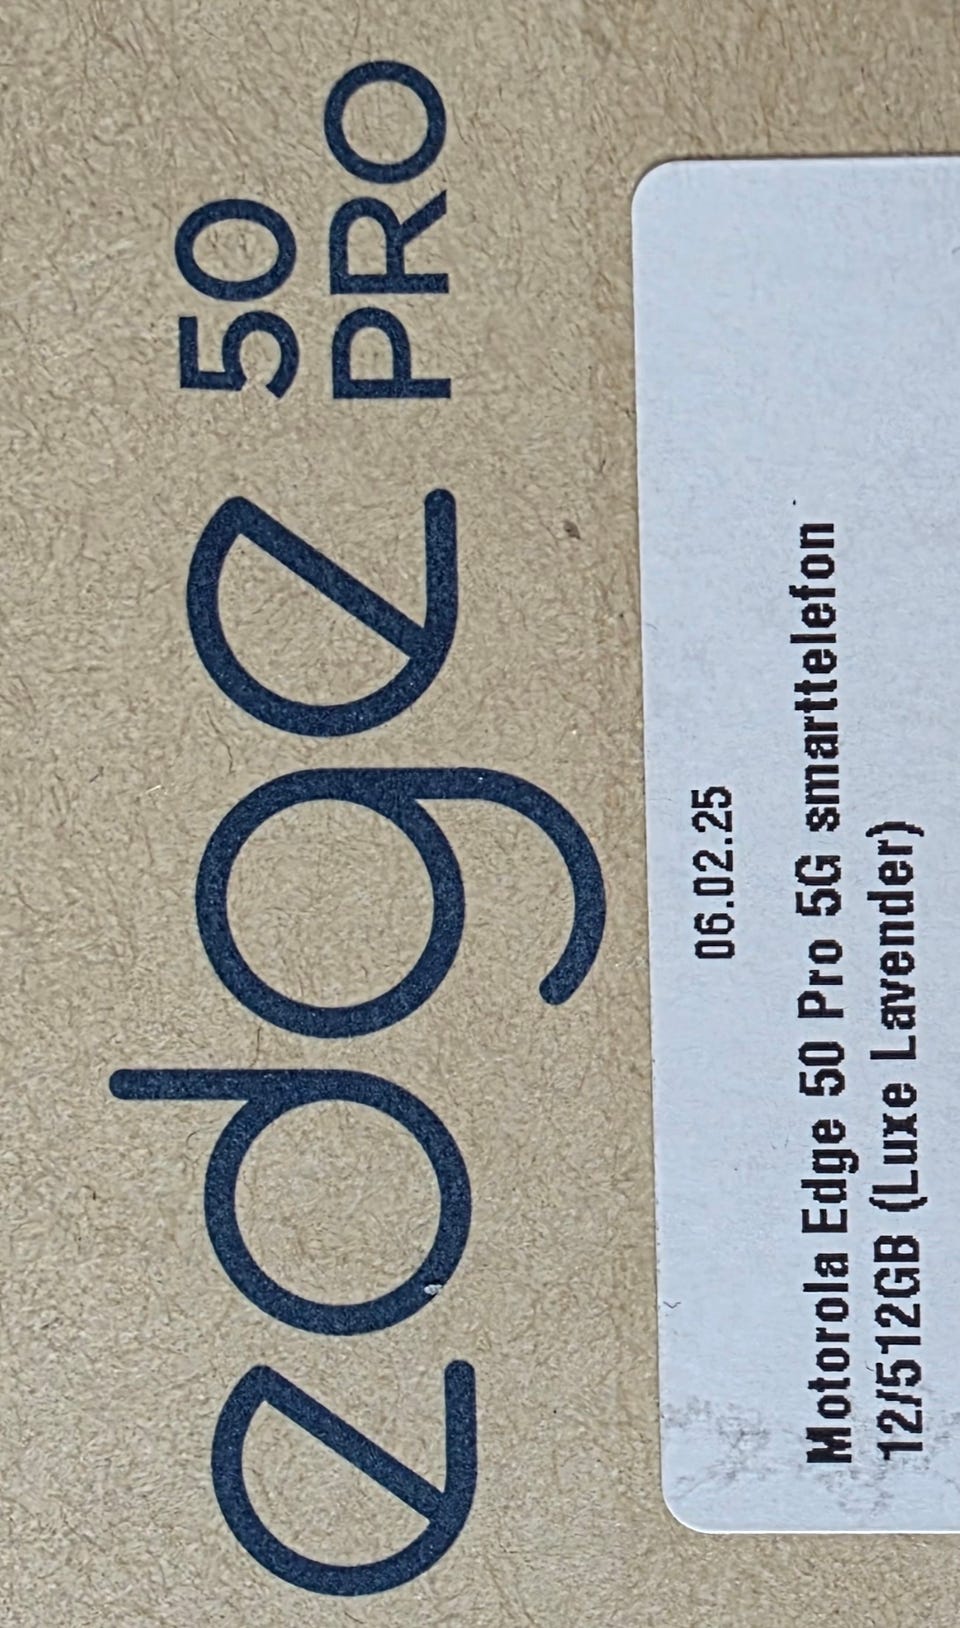 edge 50
PRO
06.02.25
Motorola Edge 50 Pro 5G smarttelefon
12/512GB (Luxe Lavender)